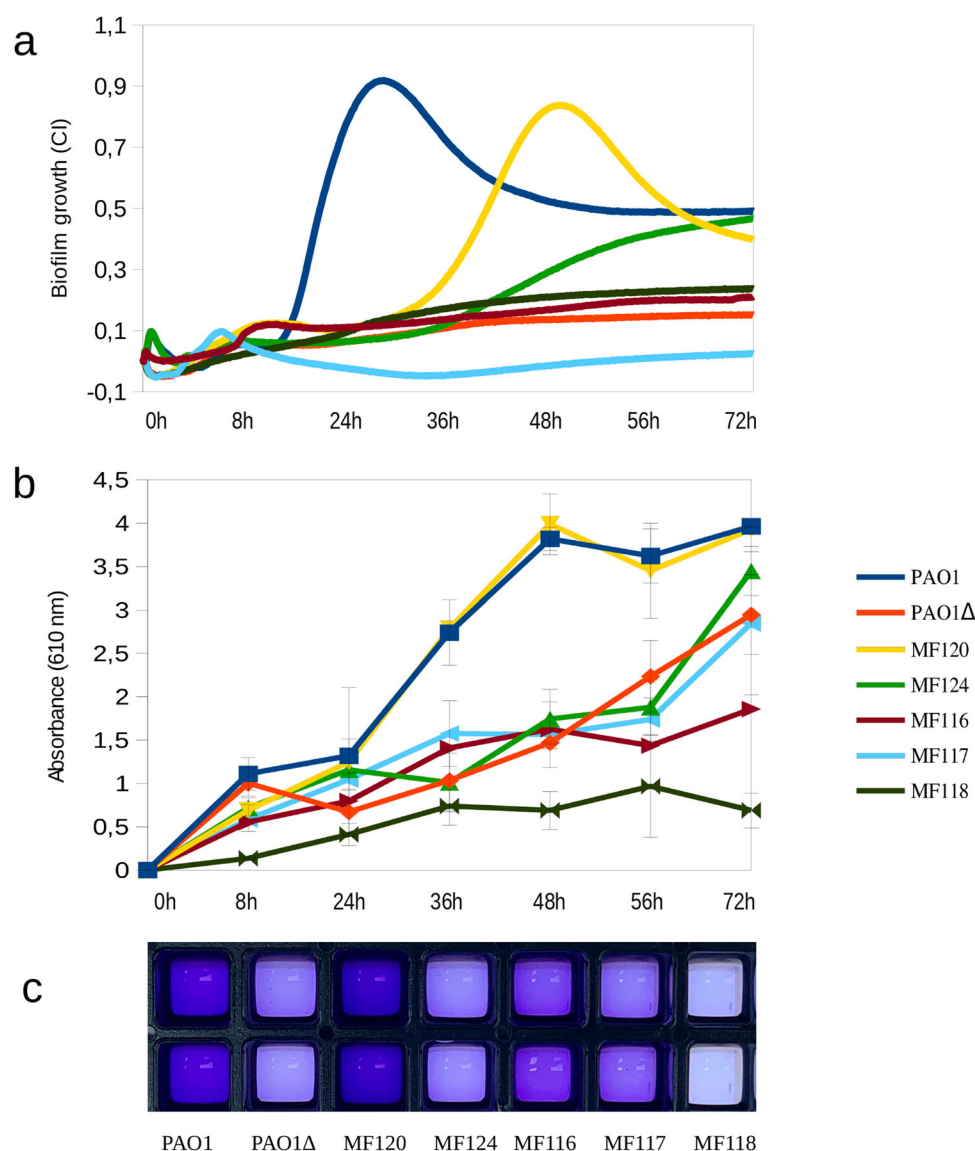 a
Biofilm growth (CI)
1,1
0,9
0,7
0,5
0,3
0,1
-0,1
0h 8h 24h 36h 48h 56h 72h
b
Absorbance (610 nm)
4,5
4
3,5
3
2,5
2
1,5
1
0,5
0
0h 8h 24h 36h 48h 56h 72h
PAO1
PAO1Δ
MF120
MF124
MF116
MF117
MF118
c
PAO1 PAO1Δ MF120 MF124 MF116 MF117 MF118